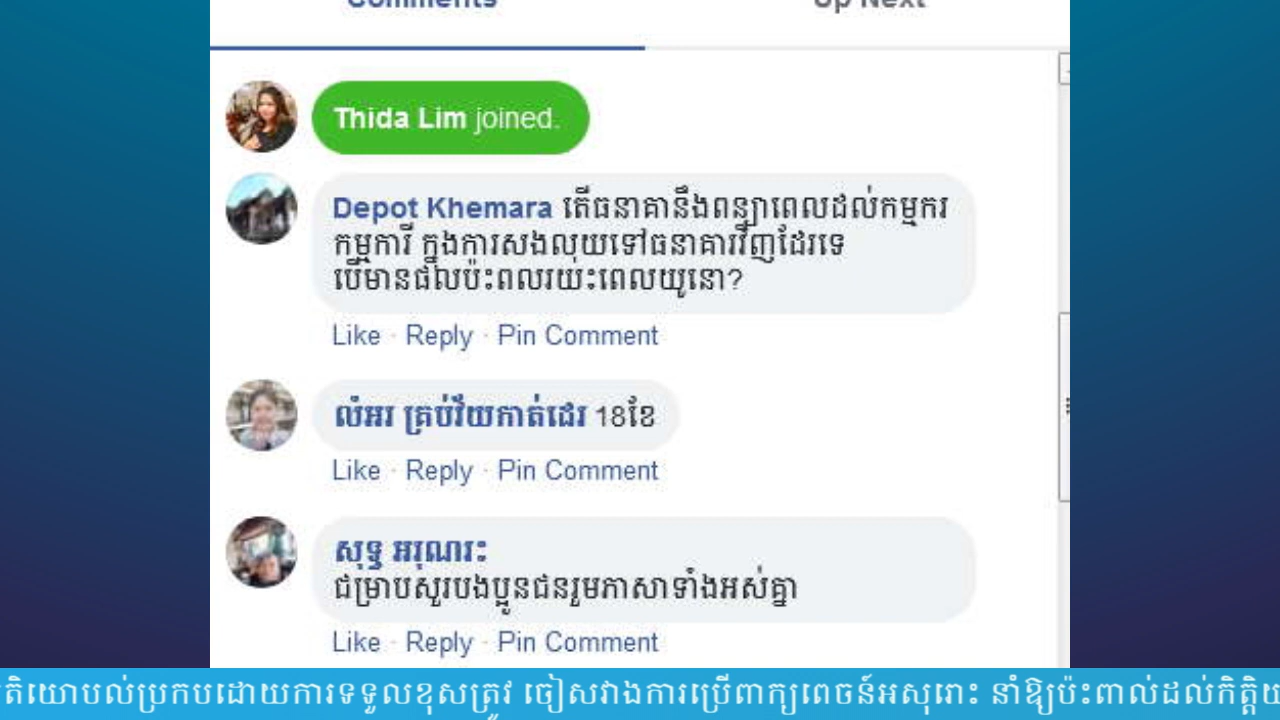 Comments Up Next
Thida Lim joined.
Depot Khemara តើធនាគានឹងពន្យាពេលដល់កម្មករ
កម្មការី ក្នុងការសងលុយទៅធនាគារវិញដែរទេ
បើមានផលប៉ះពលរយះពេលយូនោ?
Like · Reply · Pin Comment
លំអរ គ្រប់វ័យកាត់ដេរ 18ខែ
Like · Reply · Pin Comment
សុទ្ធ អរុណរះ
ជម្រាបសួរបងប្អូនជនរួមភាសាទាំងអស់គ្នា
Like · Reply · Pin Comment
តិយោបល់ប្រកបដោយការទទួលខុសត្រូវ ចៀសវាងការប្រើពាក្យពេចន៍អសុរោះ នាំឱ្យប៉ះពាល់ដល់កិត្តិយ